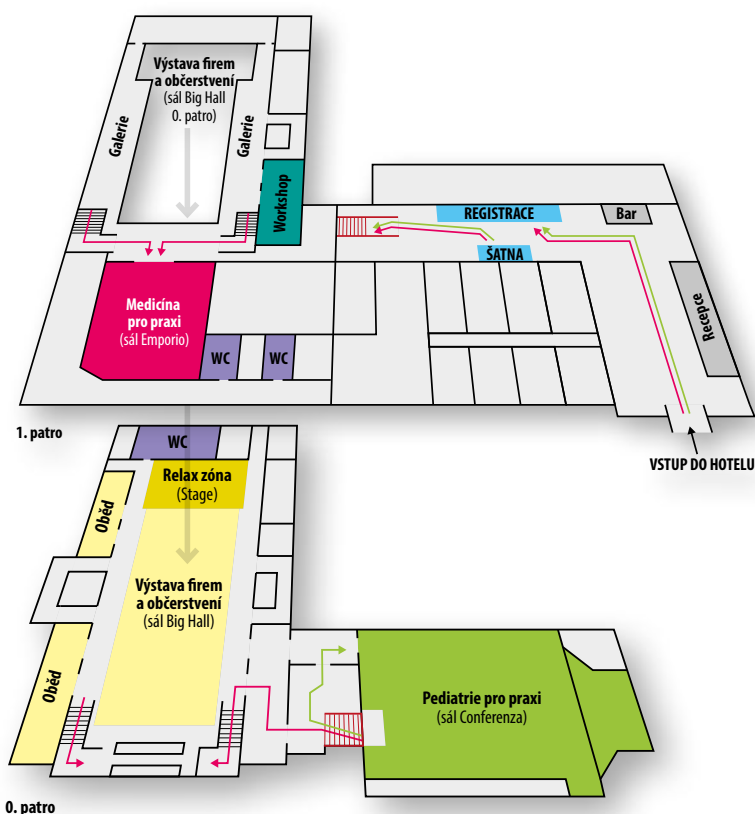 Výstava firem
a občerstvení
(sál Big Hall
0. patro)
Galerie
Galerie
Workshop
REGISTRACE
Bar
ŠATNA
Recepce
Medicína
pro praxi
(sál Emporio)
WC
WC
1. patro
VSTUP DO HOTELU
WC
Relax zóna
(Stage)
Oběd
Výstava firem
a občerstvení
(sál Big Hall)
Oběd
Pediatrie pro praxi
(sál Conferenza)
0. patro